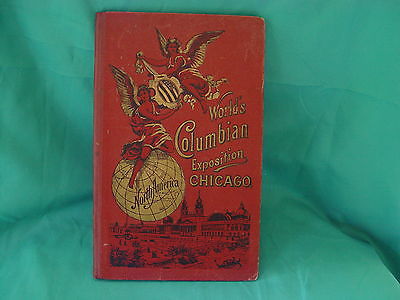 World's
Columbian
Exposition
CHICAGO
North America